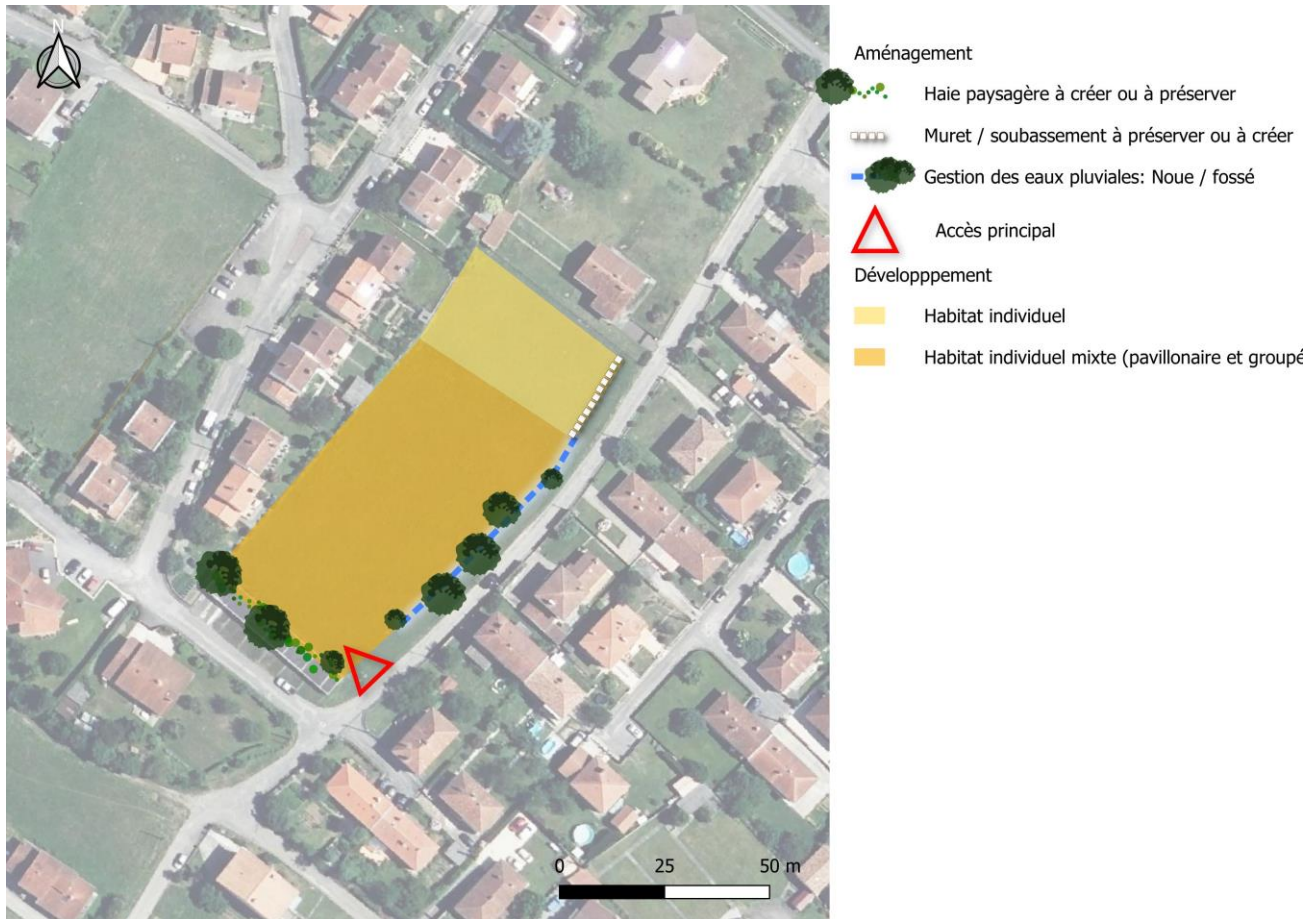 N
Aménagement
Haie paysagère à créer ou à préserver
Muret / soubassement à préserver ou à créer
Gestion des eaux pluviales: Noue / fossé
Accès principal
Développpement
Habitat individuel
Habitat individuel mixte (pavillonaire et groupé
0 25 50 m